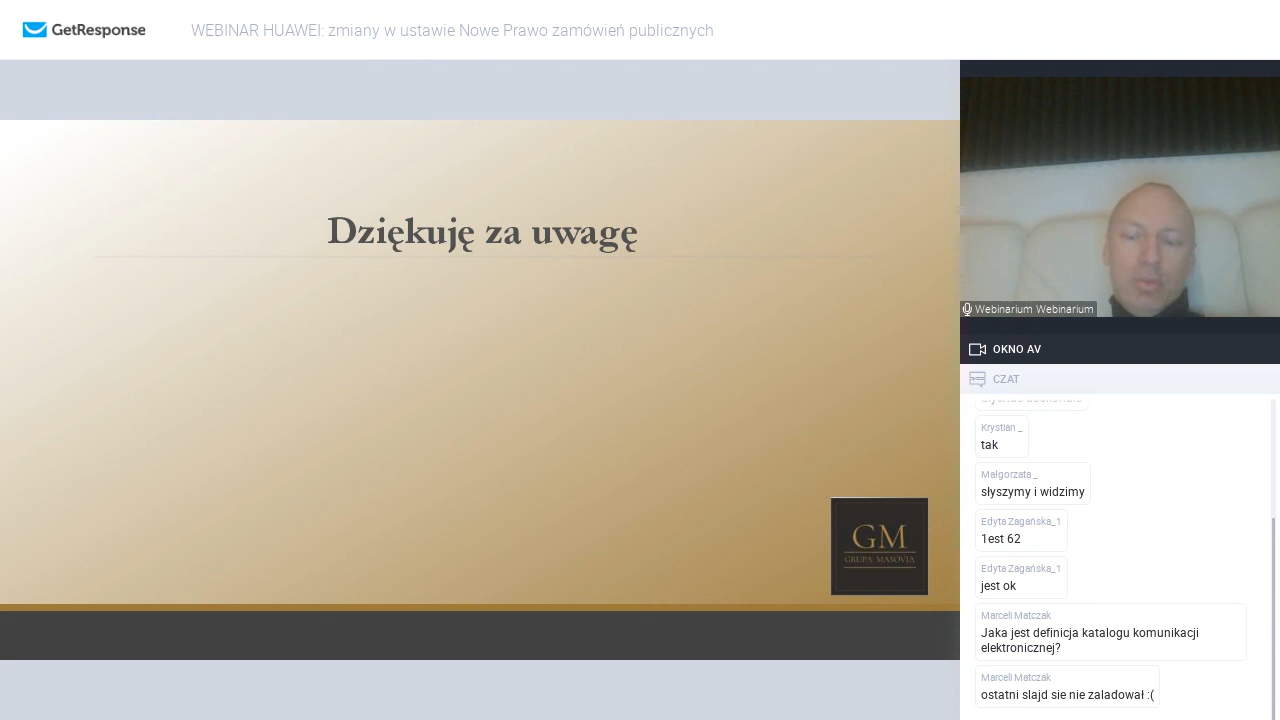 GetResponse
WEBINAR HUAWEI: zmiany w ustawie Nowe Prawo zamówień publicznych
Dziękuję za uwagę
GM
GRUPA MASOVIA
Webinarium Webinarium
OKNO AV
CZAT
Krystian _
tak
Małgorzata _
słyszymy i widzimy
Edyta Zagańska_1
1est 62
Edyta Zagańska_1
jest ok
Marceli Matczak
Jaka jest definicja katalogu komunikacji
elektronicznej?
Marceli Matczak
ostatni slajd sie nie zaladował :(